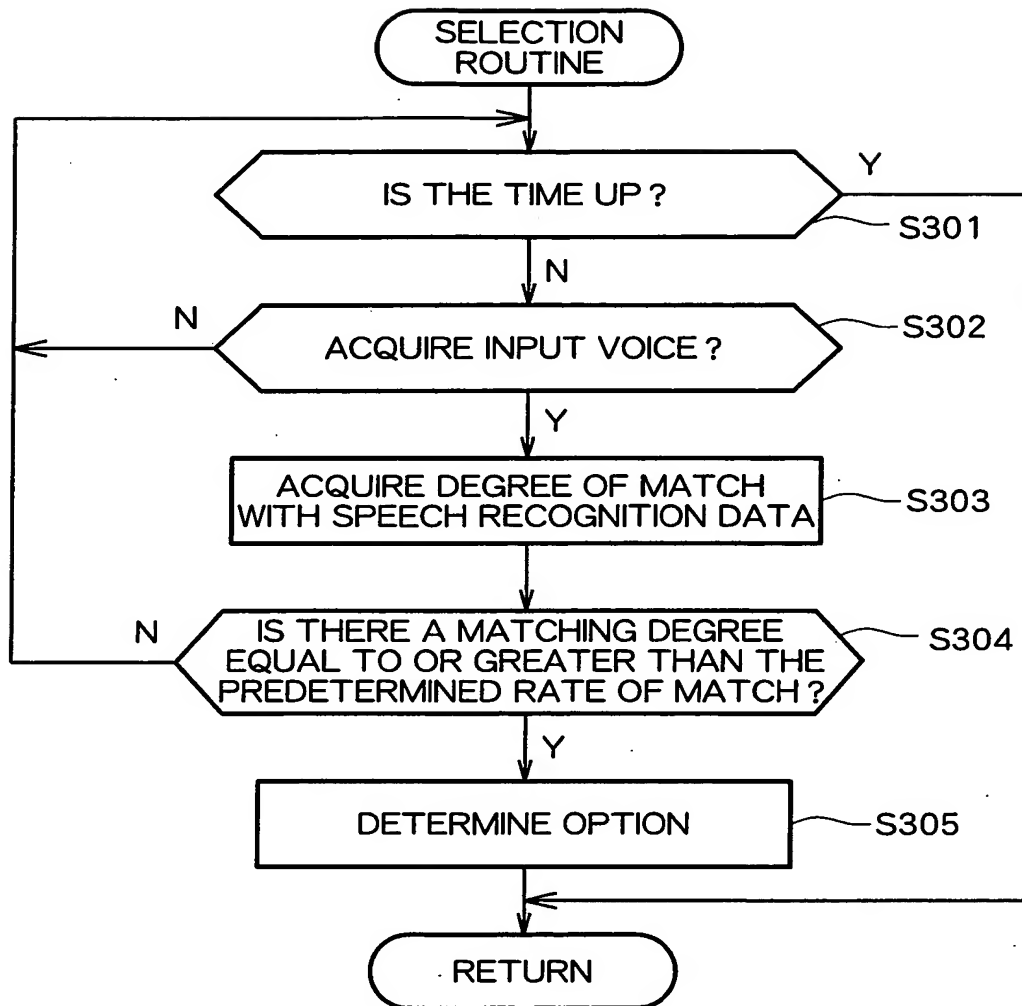 SELECTION
ROUTINE
IS THE TIME UP?
Y
S301
N
N
ACQUIRE INPUT VOICE?
S302
Y
ACQUIRE DEGREE OF MATCH
WITH SPEECH RECOGNITION DATA
S303
N
IS THERE A MATCHING DEGREE
EQUAL TO OR GREATER THAN THE
PREDETERMINED RATE OF MATCH?
S304
Y
DETERMINE OPTION
S305
RETURN